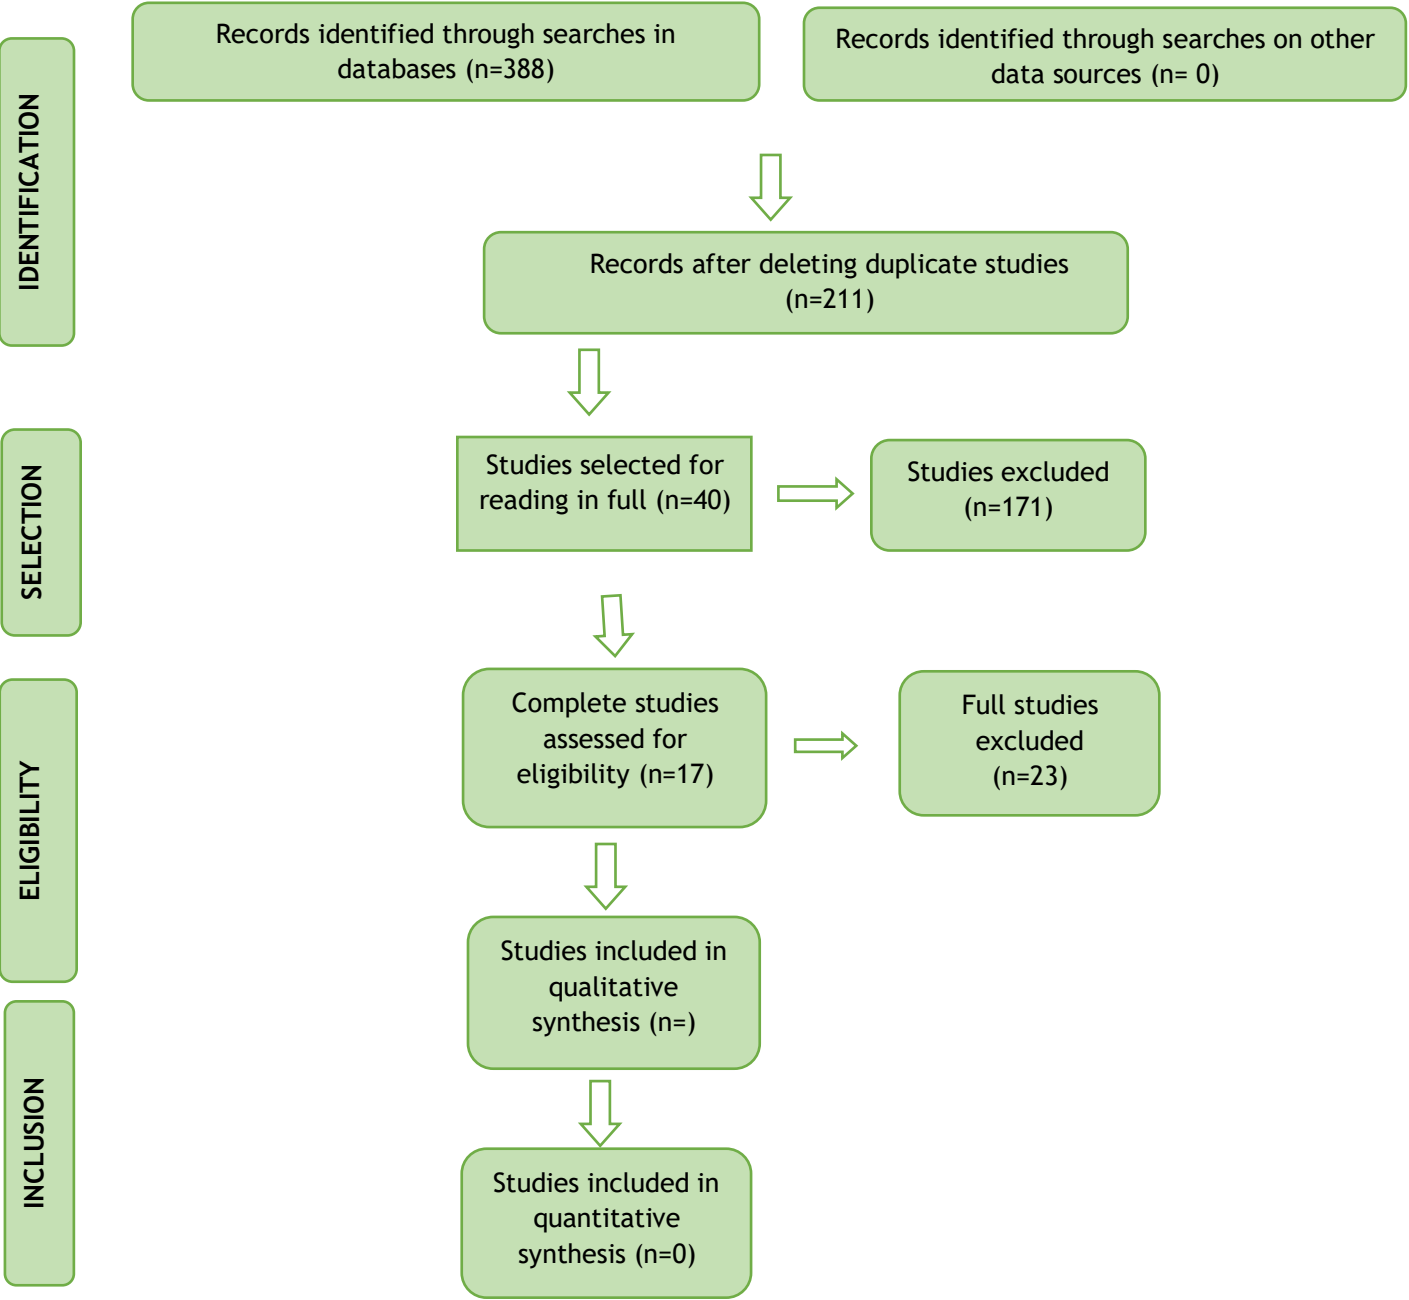 Records identified through searches in
databases (n=388)
Records identified through searches on other
data sources (n= 0)
IDENTIFICATION
Records after deleting duplicate studies
(n=211)
SELECTION
Studies selected for
reading in full (n=40)
Studies excluded
(n=171)
ELIGIBILITY
Complete studies
assessed for
eligibility (n=17)
Full studies
excluded
(n=23)
Studies included in
qualitative
synthesis (n=)
INCLUSION
Studies included in
quantitative
synthesis (n=0)